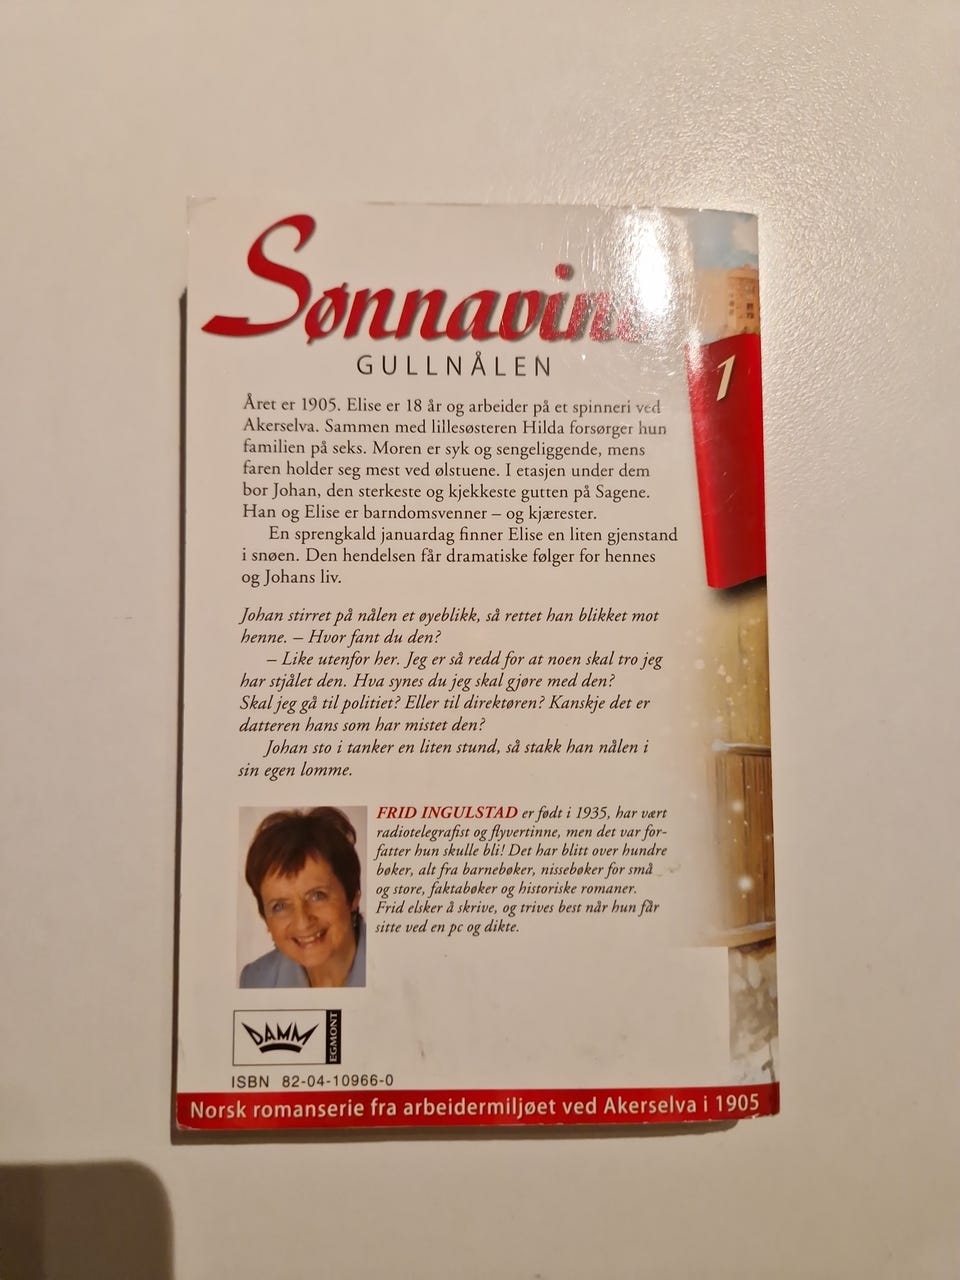 Sønnavin
GULLNÅLEN
1
Året er 1905. Elise er 18 år og arbeider på et spinneri ved
Akerselva. Sammen med lillesøsteren Hilda forsørger hun
familien på seks. Moren er syk og sengeliggende, mens
faren holder seg mest ved ølstuene. I etasjen under dem
bor Johan, den sterkeste og kjekkeste gutten på Sagene.
Han og Elise er barndomsvenner – og kjærester.
En sprengkald januardag finner Elise en liten gjenstand
i snøen. Den hendelsen får dramatiske følger for hennes
og Johans liv.
Johan stirret på nålen et øyeblikk, så rettet han blikket mot
henne. – Hvor fant du den?
– Like utenfor her. Jeg er så redd for at noen skal tro jeg
har stjålet den. Hva synes du jeg skal gjøre med den?
Skal jeg gå til politiet? Eller til direktøren? Kanskje det er
datteren hans som har mistet den?
Johan sto i tanker en liten stund, så stakk han nålen i
sin egen lomme.
FRID INGULSTAD er født i 1935, har vært
radiotelegrafist og flyvertinne, men det var for-
fatter hun skulle bli! Det har blitt over hundre
bøker, alt fra barnebøker, nissebøker for små
og store, faktabøker og historiske romaner.
Frid elsker å skrive, og trives best når hun får
sitte ved en pc og dikte.
DAMM
EGMONT
ISBN 82-04-10966-0
Norsk romanserie fra arbeidermiljøet ved Akerselva i 1905